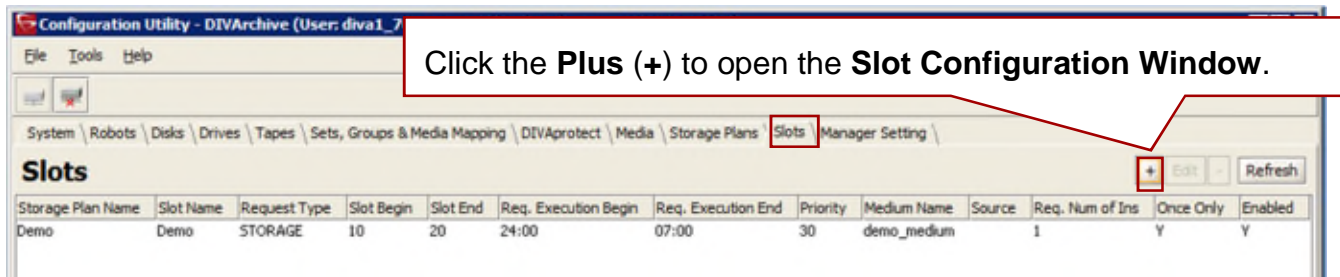 Configuration Utility - DIVArchive (User: diva1_7
File Tools Help
Click the Plus (+) to open the Slot Configuration Window.
System \ Robots \ Disks \ Drives \ Tapes \ Sets, Groups & Media Mapping \ DIVAprotect \ Media \ Storage Plans \ Slots \ Manager Setting \
Slots
+ Edit - Refresh
Storage Plan Name Slot Name Request Type Slot Begin Slot End Req. Execution Begin Req. Execution End Priority Medium Name Source Req. Num of Ins Once Only Enabled
Demo Demo STORAGE 10 20 24:00 07:00 30 demo_medium 1 Y Y